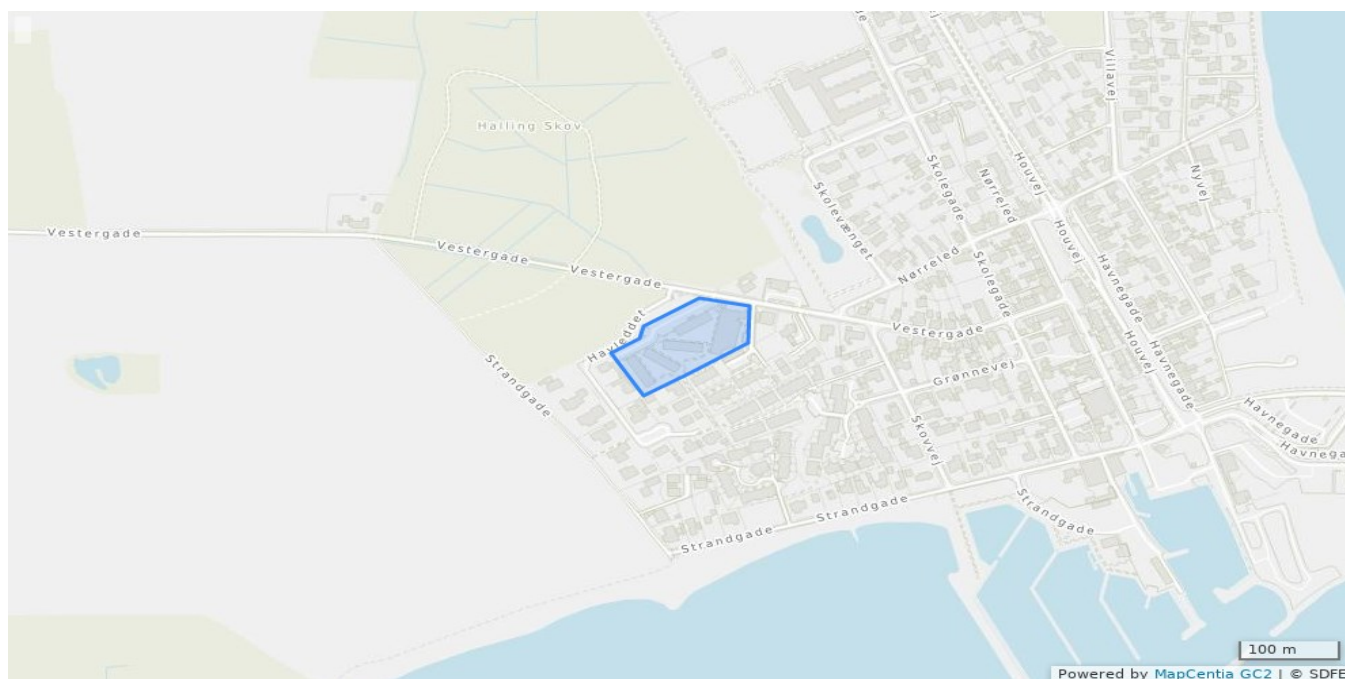 Halling Skov
Villavej
Nyvej
Skolegade
Houvej
Nørreled
Skolevænget
Vestergade
Vestergade
Vestergade
Nørreled
Houvej
Skolegade
Havnegade
Havleddet
Vestergade
Houvej
Strandgade
Grønnevej
Havnegade
Skovvej
Havnegade
Havnega
Strandgade
Strandgade
Strandgade
100 m
Powered by MapCentia GC2 | © SDFE